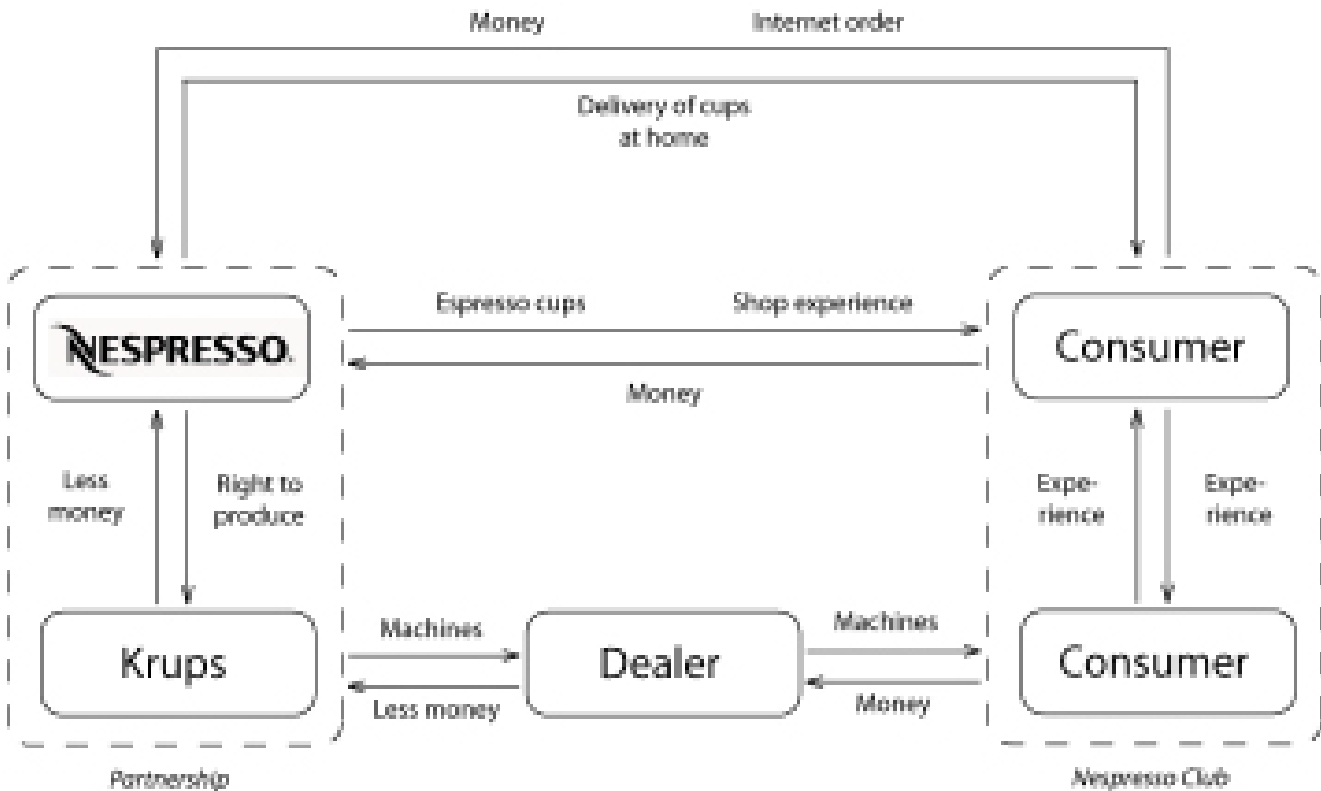 Money Internet order
Delivery of cups
at home
Espresso cups Shop experience
NESPRESSO.
Consumer
Money
Less
money
Right to
produce
Expe-
rience
Expe-
rience
Machines
Machines
Krups
Dealer
Consumer
Less money
Money
Partnership
Nespresso Club